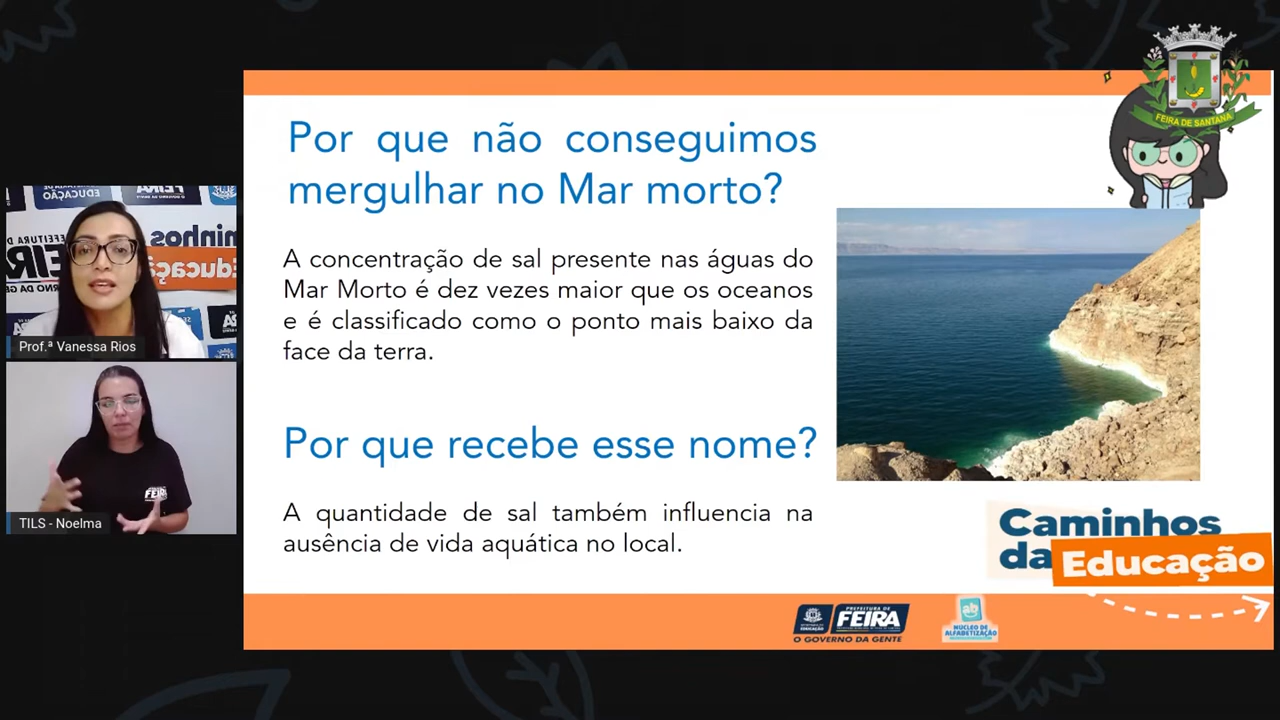 FEIRA DE SANTANA
Por que não conseguimos
mergulhar no Mar morto?
A concentração de sal presente nas águas do
Mar Morto é dez vezes maior que os oceanos
e é classificado como o ponto mais baixo da
face da terra.
Por que recebe esse nome?
A quantidade de sal também influencia na
ausência de vida aquática no local.
Prof.ª Vanessa Rios
TILS - Noelma
FEIRA
Caminhos
da Educação
PREFEITURA DE
FEIRA
O GOVERNO DA GENTE
EDUCAÇÃO
NÚCLEO DE
ALFABETIZAÇÃO